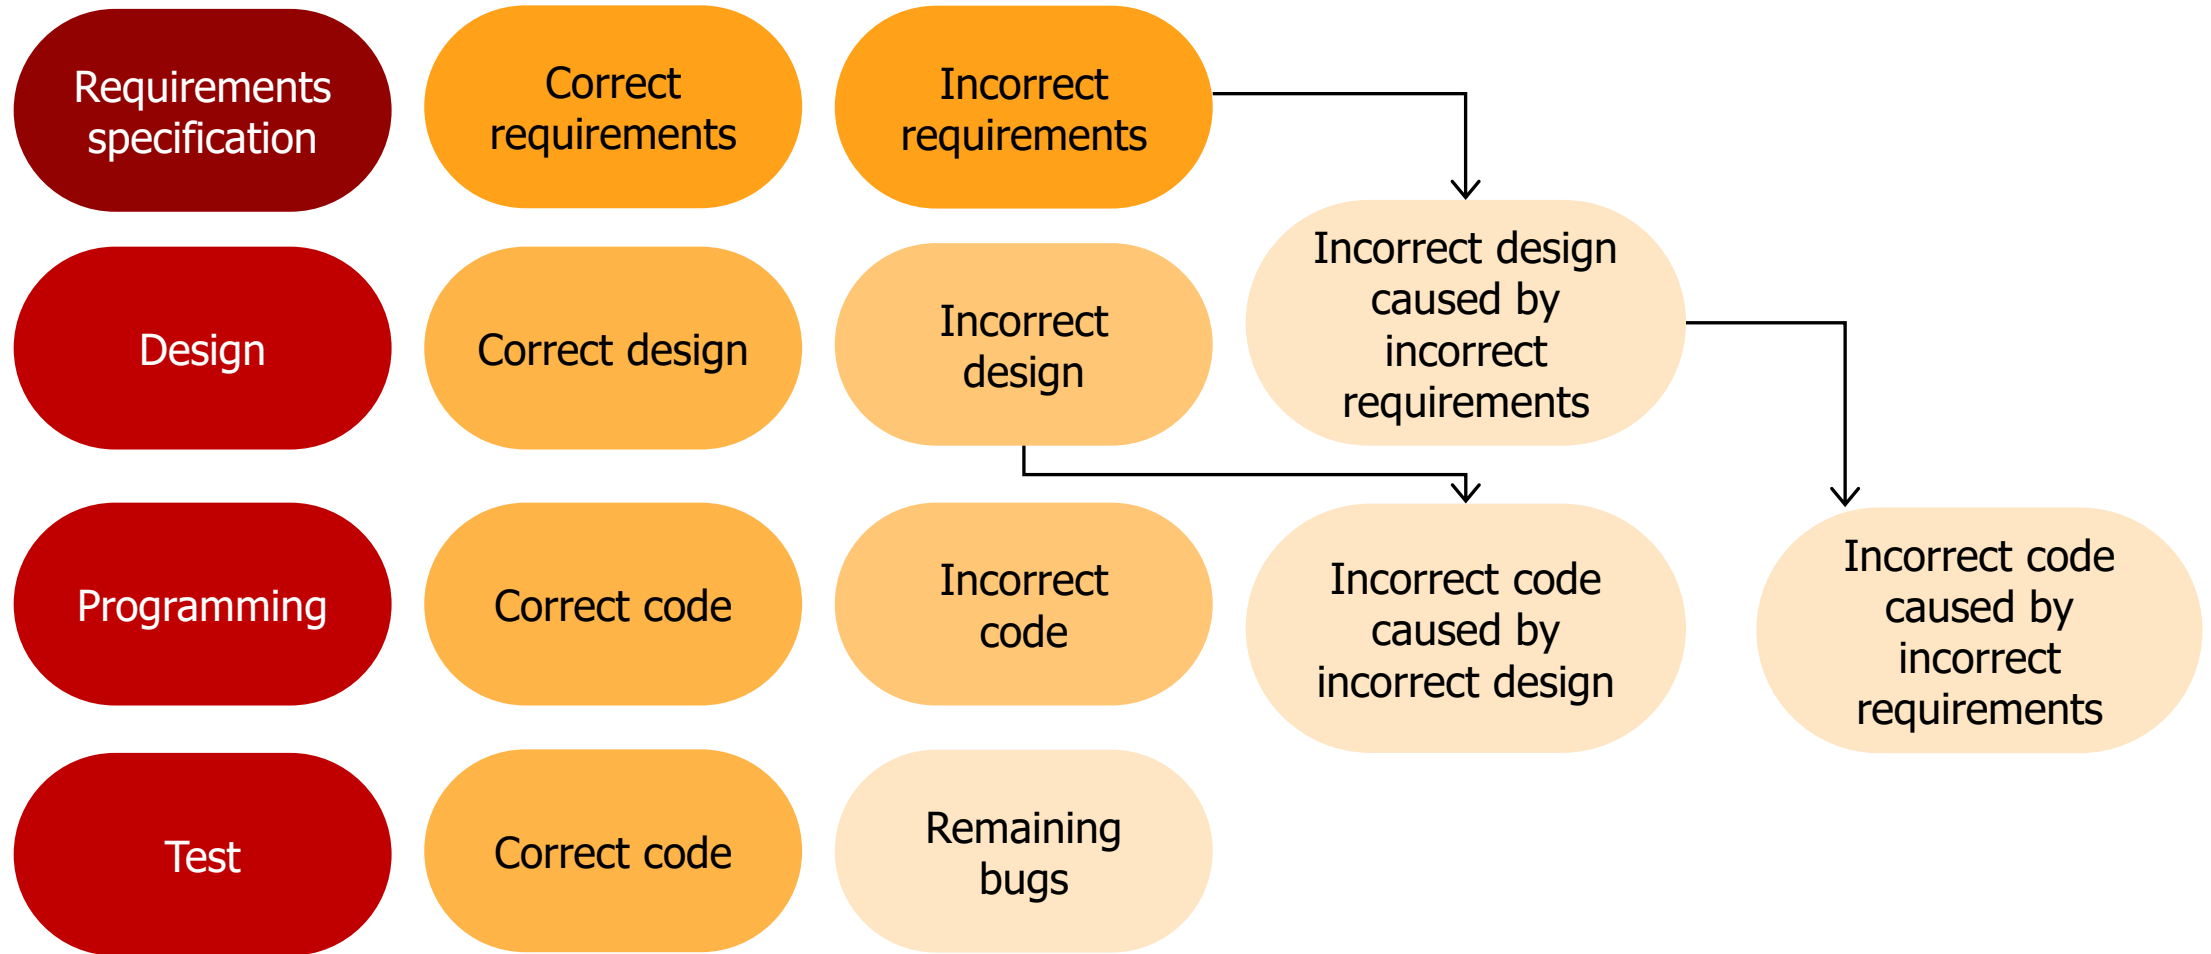 Requirements
specification
Correct
requirements
Incorrect
requirements
Design
Correct design
Incorrect
design
Incorrect design
caused by
incorrect
requirements
Programming
Correct code
Incorrect
code
Incorrect code
caused by
incorrect design
Incorrect code
caused by
incorrect
requirements
Test
Correct code
Remaining
bugs